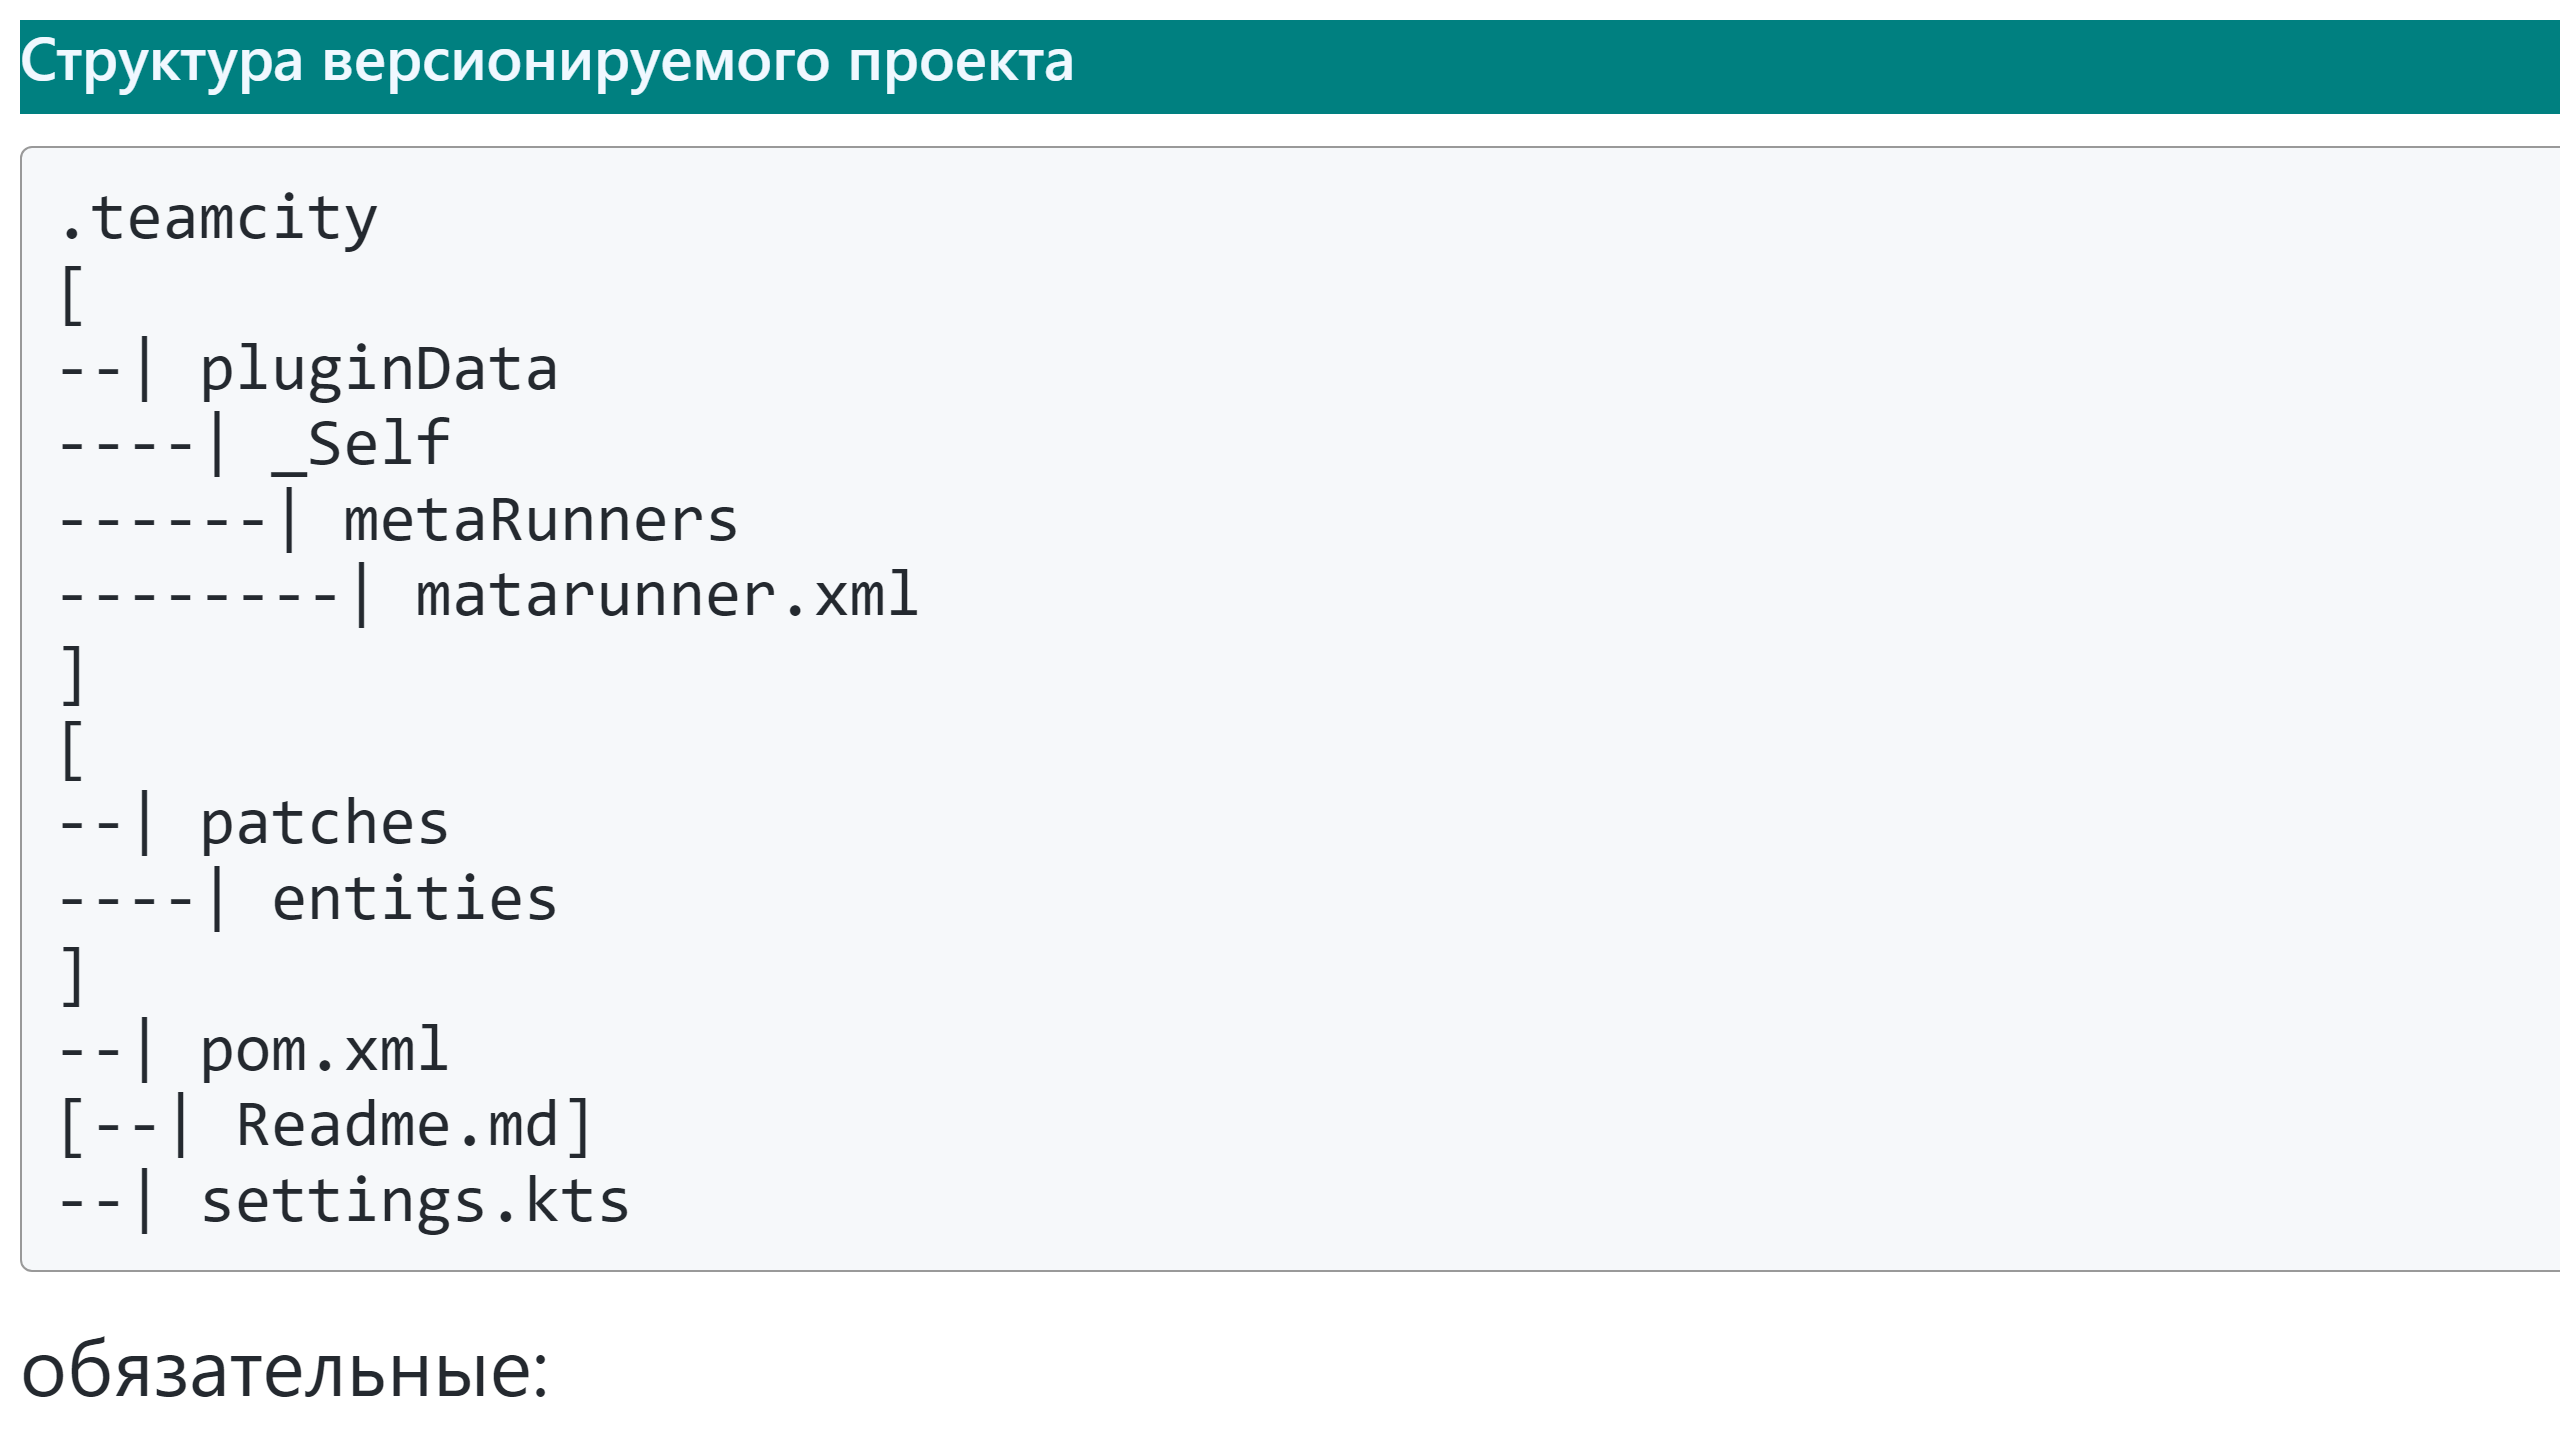 Структура версионируемого проекта
.teamcity
[
--| pluginData
----| _Self
------| metaRunners
--------| matarunner.xml
]
[
--| patches
----| entities
]
--| pom.xml
[--| Readme.md]
--| settings.kts
обязательные: